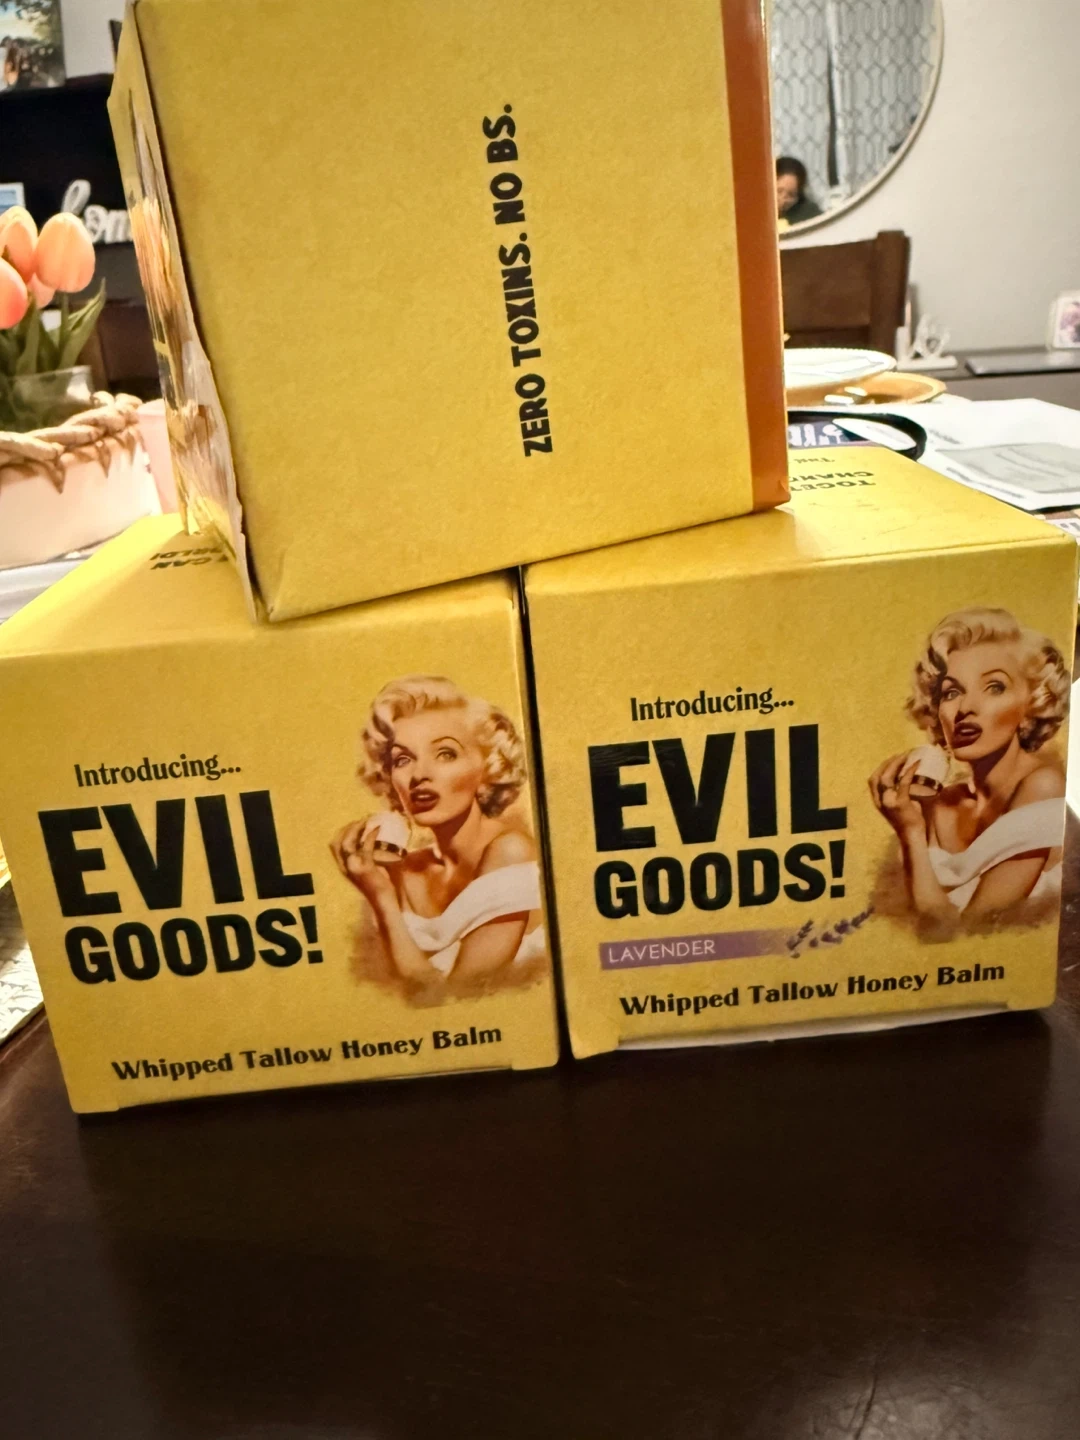 ZERO TOXINS. NO BS.
Introducing...
EVIL
GOODS!
Whipped Tallow Honey Balm
Introducing...
EVIL
GOODS!
LAVENDER
Whipped Tallow Honey Balm
CAN